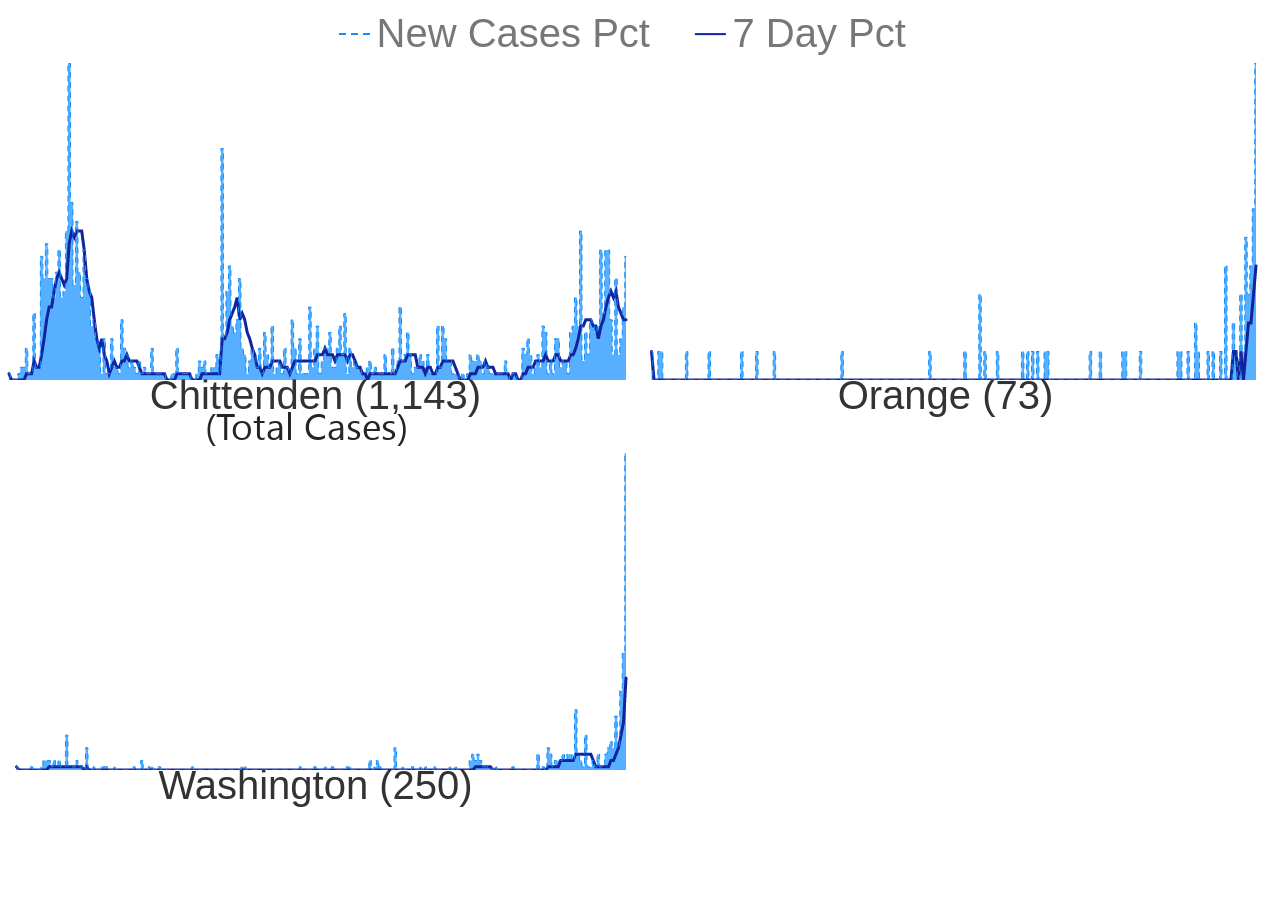 New Cases Pct 7 Day Pct
Chittenden (1,143)
(Total Cases)
Orange (73)
Washington (250)